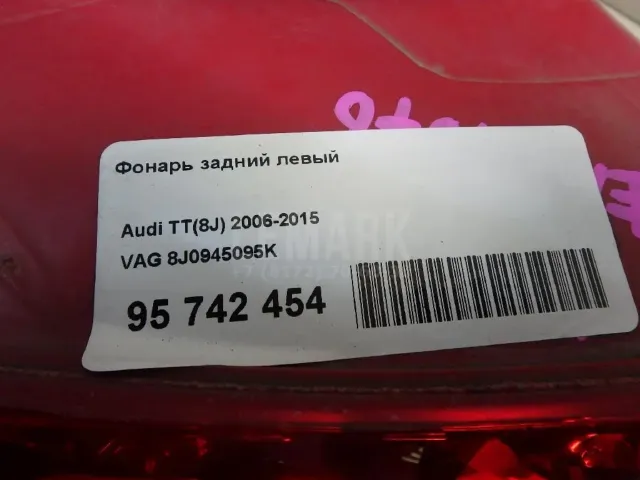 Фонарь задний левый
Audi TT(8J) 2006-2015
VAG 8J0945095K
95 742 454